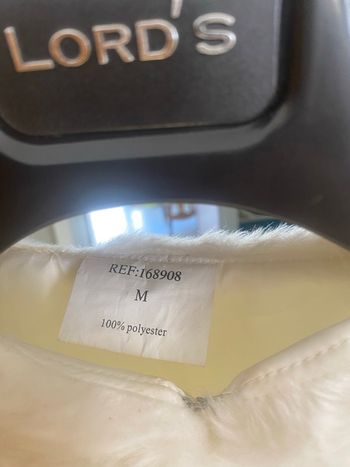 LORD'S
REF:168908
M
100% polyester